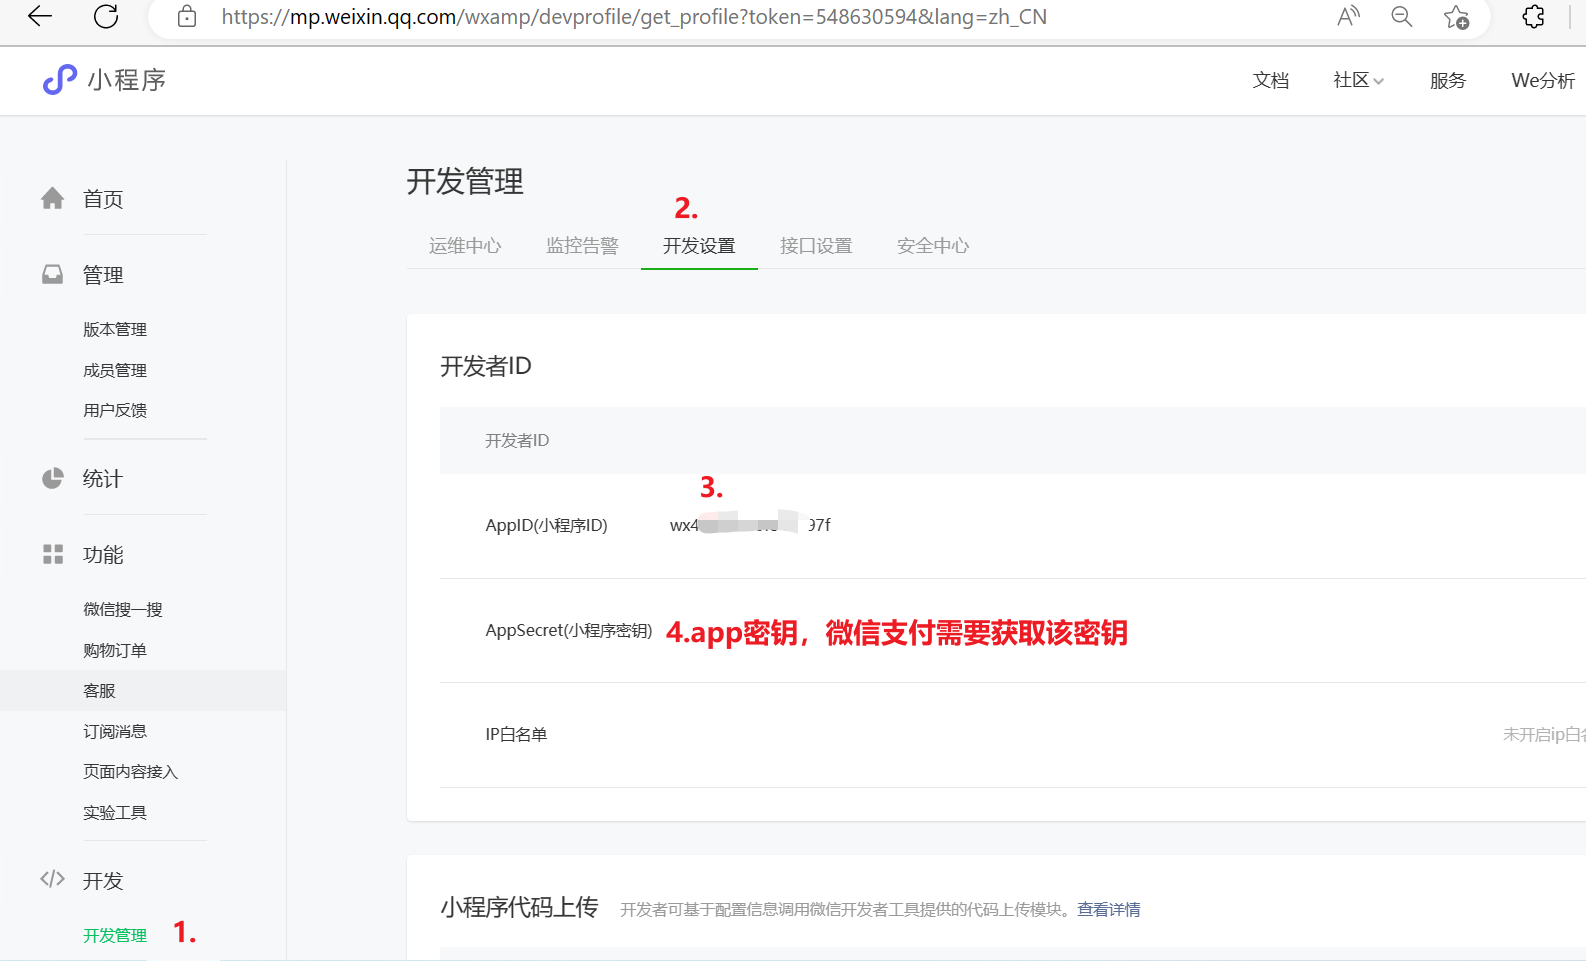 https://mp.weixin.qq.com/wxamp/devprofile/get_profile?token=548630594&lang=zh_CN
小程序
文档
社区
服务
We分析
首页
管理
版本管理
成员管理
用户反馈
统计
功能
微信搜一搜
购物订单
客服
订阅消息
页面内容接入
实验工具
开发
开发管理 1.
开发管理
2.
运维中心 监控告警 开发设置 接口设置 安全中心
开发者ID
开发者ID
3.
AppID(小程序ID) wx4 97f
AppSecret(小程序密钥) 4.app密钥，微信支付需要获取该密钥
IP白名单 未开启ip白
小程序代码上传 开发者可基于配置信息调用微信开发者工具提供的代码上传模块。查看详情